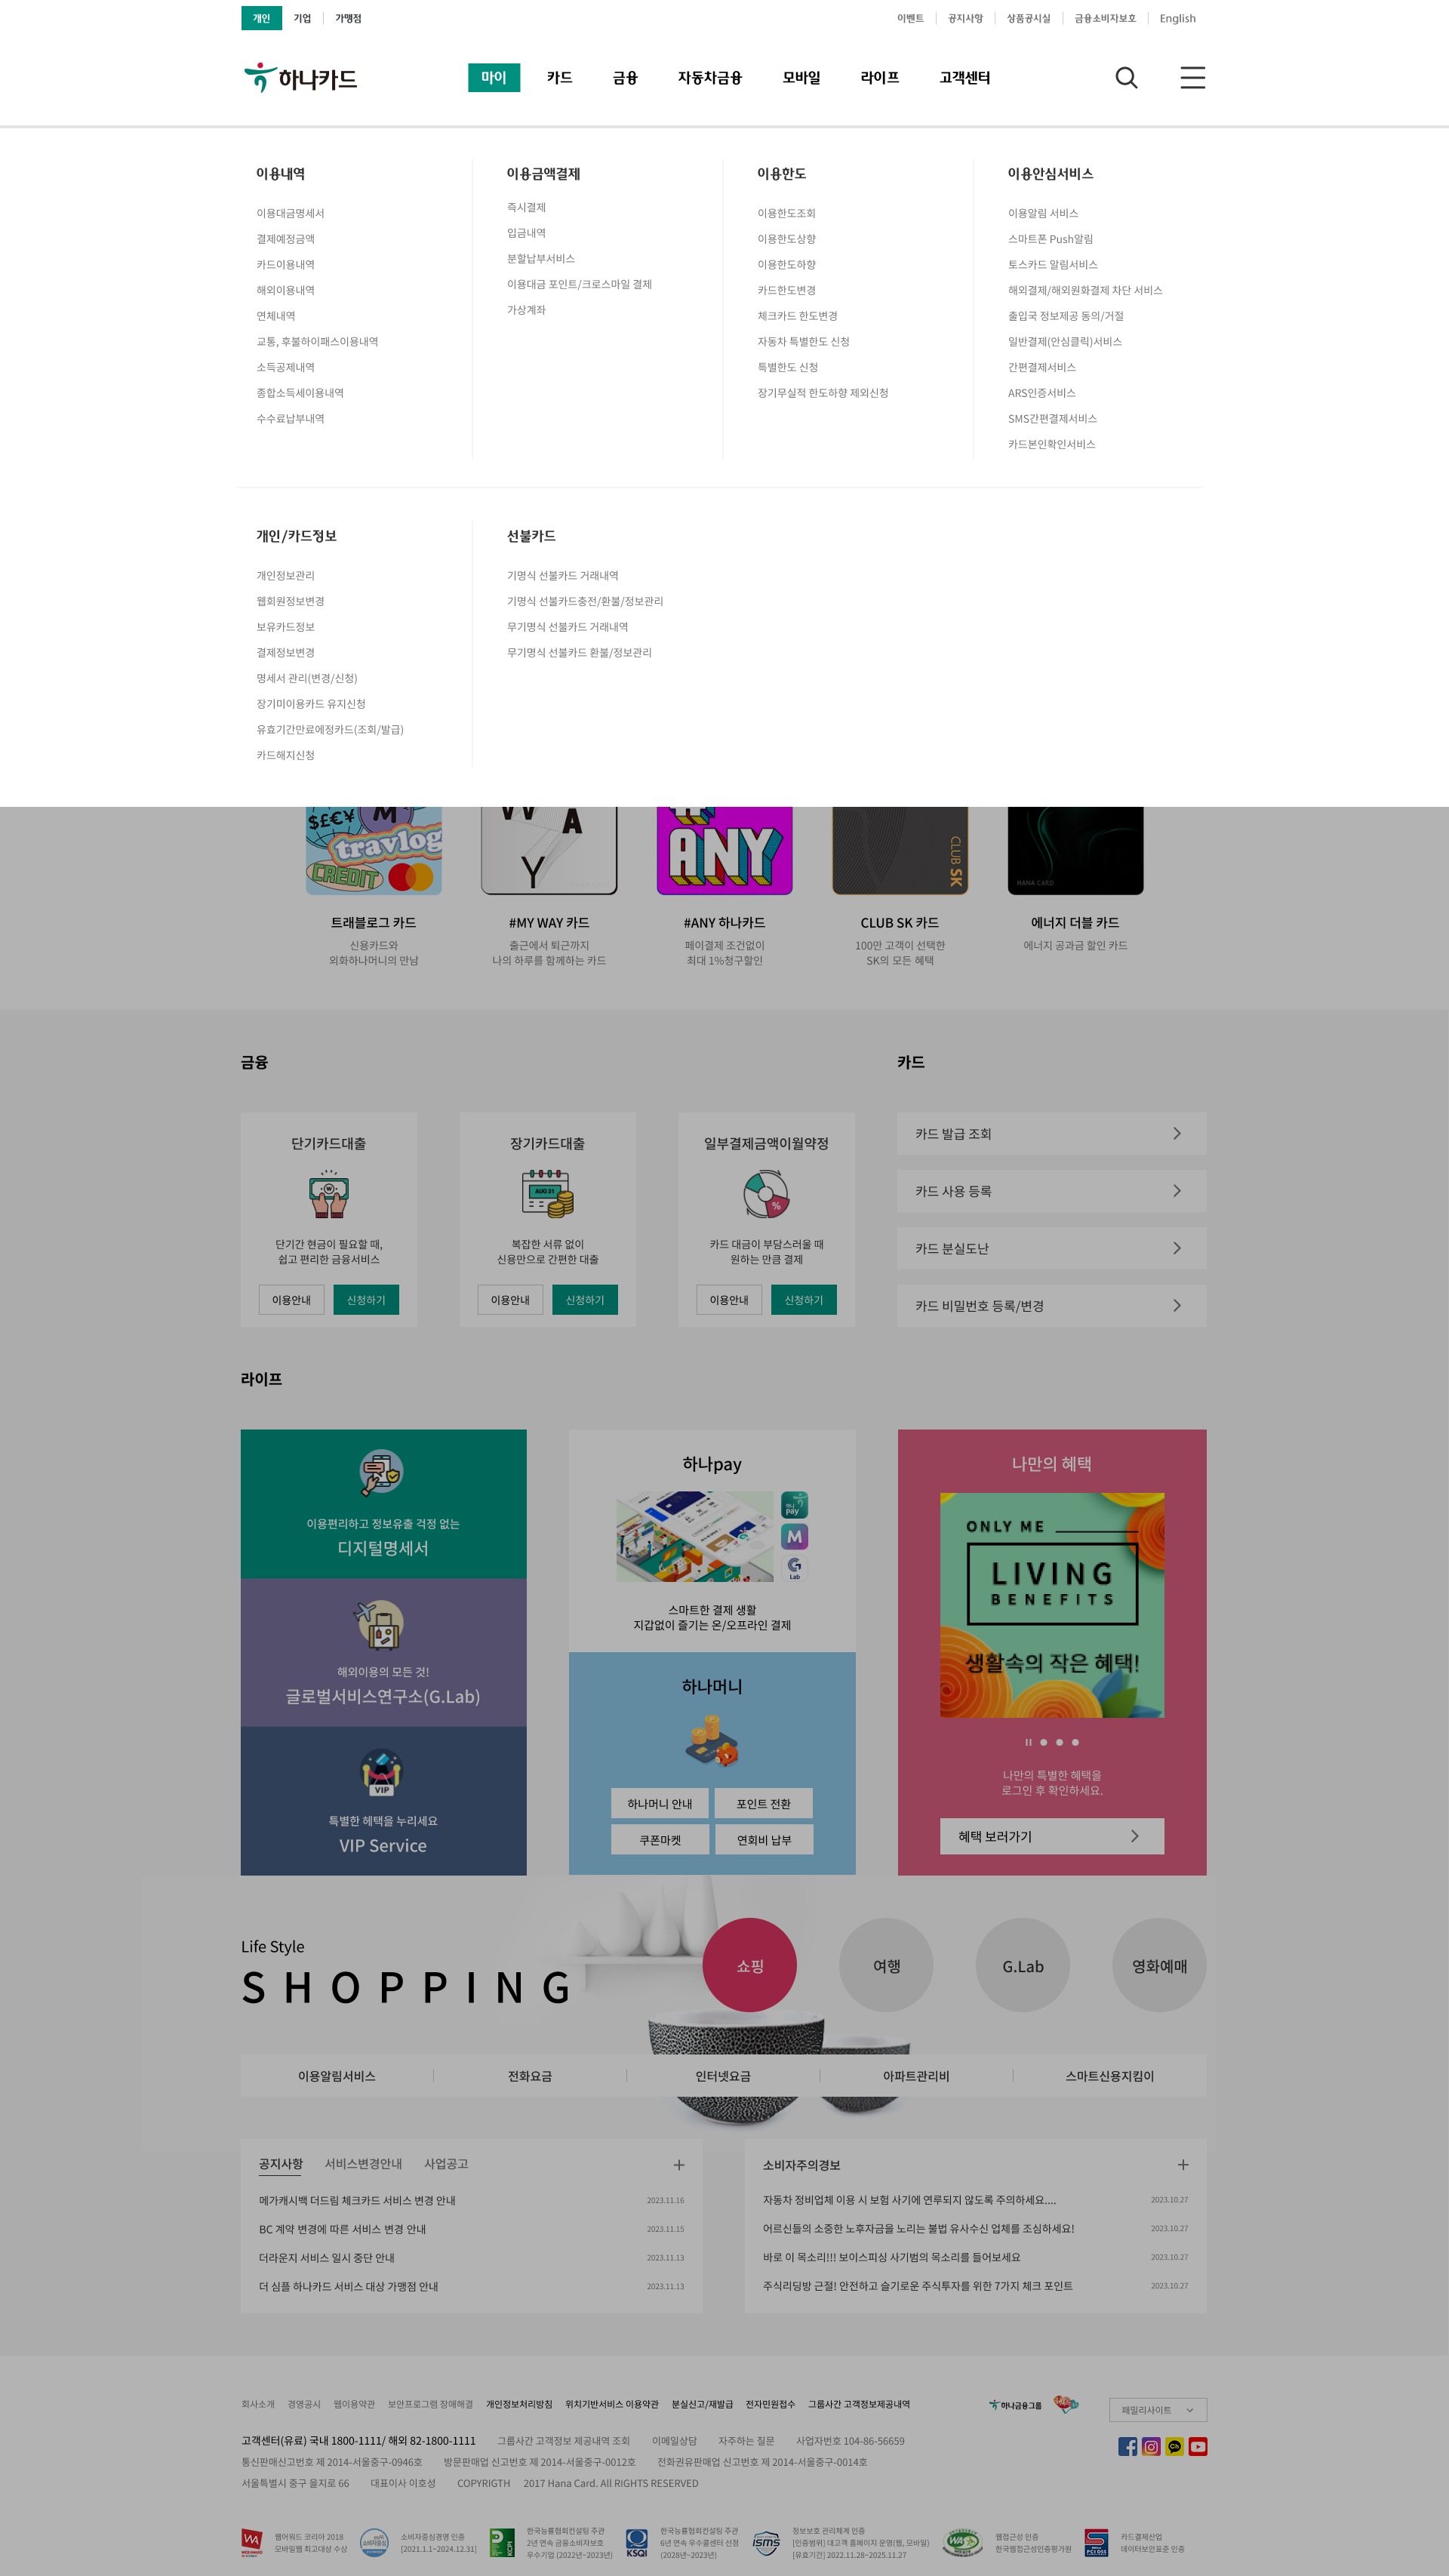 개인 기업 가맹점 이벤트 공지사항 상품공시실 금융소비자보호 English
하나카드 마이 카드 금융 자동차금융 모바일 라이프 고객센터
이용내역
이용대금명세서
결제예정금액
카드이용내역
해외이용내역
연체내역
교통, 후불하이패스이용내역
소득공제내역
종합소득세이용내역
수수료납부내역
이용금액결제
즉시결제
입금내역
분할납부서비스
이용대금 포인트/크로스마일 결제
가상계좌
이용한도
이용한도조회
이용한도상향
이용한도하향
카드한도변경
체크카드 한도변경
자동차 특별한도 신청
특별한도 신청
장기무실적 한도하향 제외신청
이용안심서비스
이용알림 서비스
스마트폰 Push알림
토스카드 알림서비스
해외결제/해외원화결제 차단 서비스
출입국 정보제공 동의/거절
일반결제(안심클릭)서비스
간편결제서비스
ARS인증서비스
SMS간편결제서비스
카드본인확인서비스
개인/카드정보
개인정보관리
웹회원정보변경
보유카드정보
결제정보변경
명세서 관리(변경/신청)
장기미이용카드 유지신청
유효기간만료예정카드(조회/발급)
카드해지신청
선불카드
기명식 선불카드 거래내역
기명식 선불카드충전/환불/정보관리
무기명식 선불카드 거래내역
무기명식 선불카드 환불/정보관리
M
$£€¥
travlog
CREDIT
A
Y
ANY
CLUB SK
HANA CARD
트래블로그 카드
신용카드와
외화하나머니의 만남
#MY WAY 카드
출근에서 퇴근까지
나의 하루를 함께하는 카드
#ANY 하나카드
페이결제 조건없이
최대 1%청구할인
CLUB SK 카드
100만 고객이 선택한
SK의 모든 혜택
에너지 더블 카드
에너지 공과금 할인 카드
금융
단기카드대출
단기간 현금이 필요할 때,
쉽고 편리한 금융서비스
이용안내 신청하기
장기카드대출
AUG 31
복잡한 서류 없이
신용만으로 간편한 대출
이용안내 신청하기
일부결제금액이월약정
%
카드 대금이 부담스러울 때
원하는 만큼 결제
이용안내 신청하기
카드
카드 발급 조회
카드 사용 등록
카드 분실도난
카드 비밀번호 등록/변경
라이프
이용편리하고 정보유출 걱정 없는
디지털명세서
해외이용의 모든 것!
글로벌서비스연구소(G.Lab)
VIP
특별한 혜택을 누리세요
VIP Service
하나pay
하나
pay
M
G
Lab
스마트한 결제 생활
지갑없이 즐기는 온/오프라인 결제
하나머니
하나머니 안내 포인트 전환
쿠폰마켓 연회비 납부
나만의 혜택
ONLY ME
LIVING
BENEFITS
생활속의 작은 혜택!
나만의 특별한 혜택을
로그인 후 확인하세요.
혜택 보러가기
Life Style
SHOPPING
쇼핑 여행 G.Lab 영화예매
이용알림서비스 전화요금 인터넷요금 아파트관리비 스마트신용지킴이
공지사항 서비스변경안내 사업공고
메가캐시백 더드림 체크카드 서비스 변경 안내 2023.11.16
BC 계약 변경에 따른 서비스 변경 안내 2023.11.15
더라운지 서비스 일시 중단 안내 2023.11.13
더 심플 하나카드 서비스 대상 가맹점 안내 2023.11.13
소비자주의경보
자동차 정비업체 이용 시 보험 사기에 연루되지 않도록 주의하세요.... 2023.10.27
어르신들의 소중한 노후자금을 노리는 불법 유사수신 업체를 조심하세요! 2023.10.27
바로 이 목소리!!! 보이스피싱 사기범의 목소리를 들어보세요 2023.10.27
주식리딩방 근절! 안전하고 슬기로운 주식투자를 위한 7가지 체크 포인트 2023.10.27
회사소개 경영공시 웹이용약관 보안프로그램 장애해결 개인정보처리방침 위치기반서비스 이용약관 분실신고/재발급 전자민원접수 그룹사간 고객정보제공내역
하나금융그룹 패밀리사이트
고객센터(유료) 국내 1800-1111/ 해외 82-1800-1111 그룹사간 고객정보 제공내역 조회 이메일상담 자주하는 질문 사업자번호 104-86-56659
통신판매신고번호 제 2014-서울중구-0946호 방문판매업 신고번호 제 2014-서울중구-0012호 전화권유판매업 신고번호 제 2014-서울중구-0014호
서울특별시 중구 을지로 66 대표이사 이호성 COPYRIGTH 2017 Hana Card. All RIGHTS RESERVED
웹어워드 코리아 2018
모바일웹 최고대상 수상
소비자중심경영 인증
[2021.1.1~2024.12.31]
한국능률협회컨설팅 주관
2년 연속 금융소비자보호
우수기업 (2022년~2023년)
KSQI
한국능률협회컨설팅 주관
6년 연속 우수콜센터 선정
(2028년~2023년)
ISMS
정보보호 관리체계 인증
[인증범위] 대고객 홈페이지 운영(웹, 모바일)
[유효기간] 2022.11.28~2025.11.27
WA
웹접근성 인증
한국웹접근성인증평가원
PCI DSS
카드결제산업
데이터보안표준 인증